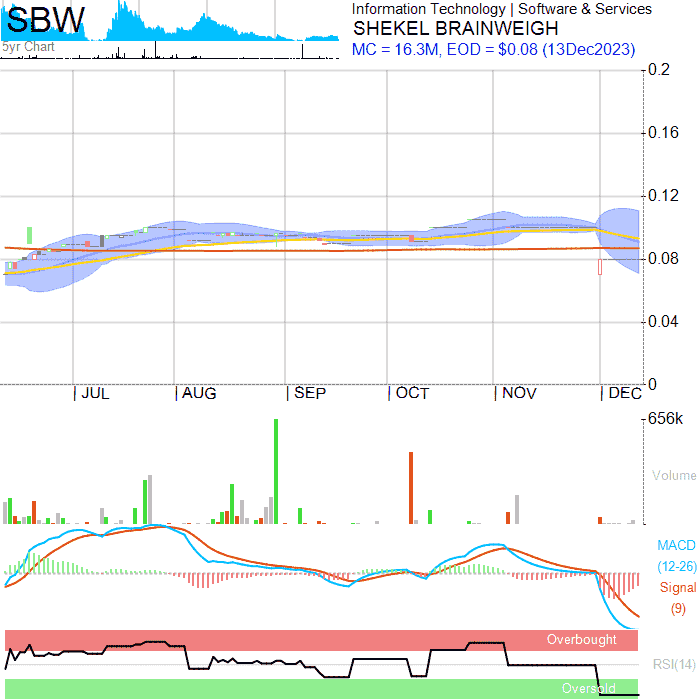 SBW
5yr Chart
Information Technology | Software & Services
SHEKEL BRAINWEIGH
MC = 16.3M, EOD = $0.08 (13Dec2023)
0.2
0.16
0.12
0.08
0.04
0
| JUL | AUG | SEP | OCT | NOV | DEC
656k
Volume
MACD
(12-26)
Signal
(9)
Overbought
RSI(14)
Oversold